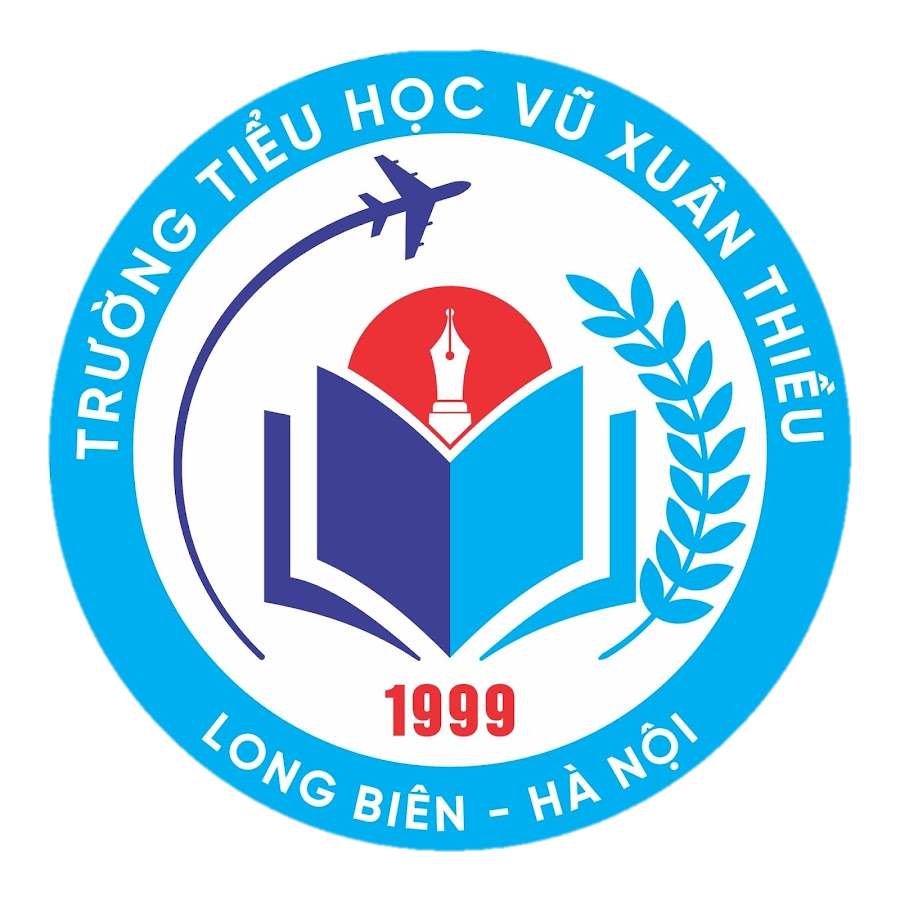 TRƯỜNG TIỂU HỌC VŨ XUÂN THIỀU
1999
LONG BIÊN - HÀ NỘI